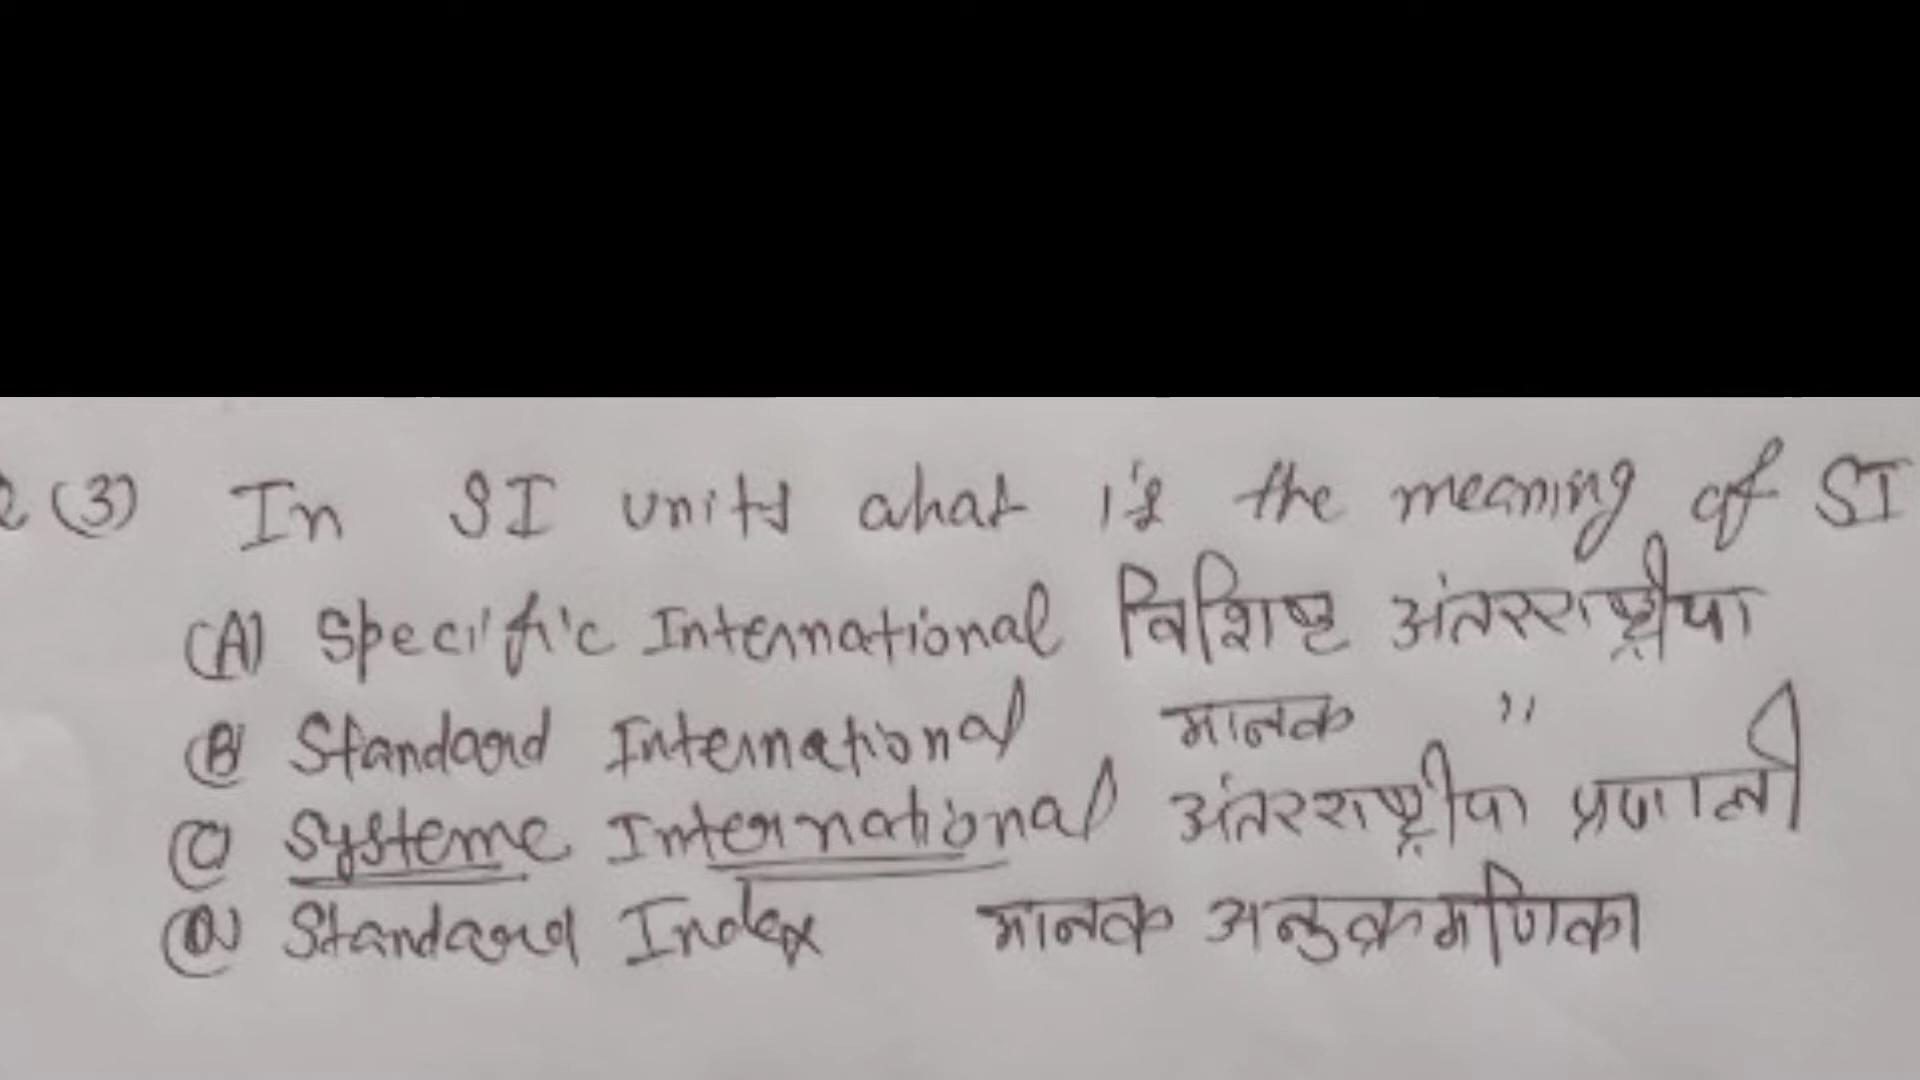 2 (3) In SI units what is the meaning of SI
(A) Specific International विशिष्ट अंतरराष्ट्रीया
(B) Standard International मानक ,,
(C) Systeme International अंतरराष्ट्रीया प्रणाली
(D) Standard Index मानक अनुक्रमणिका